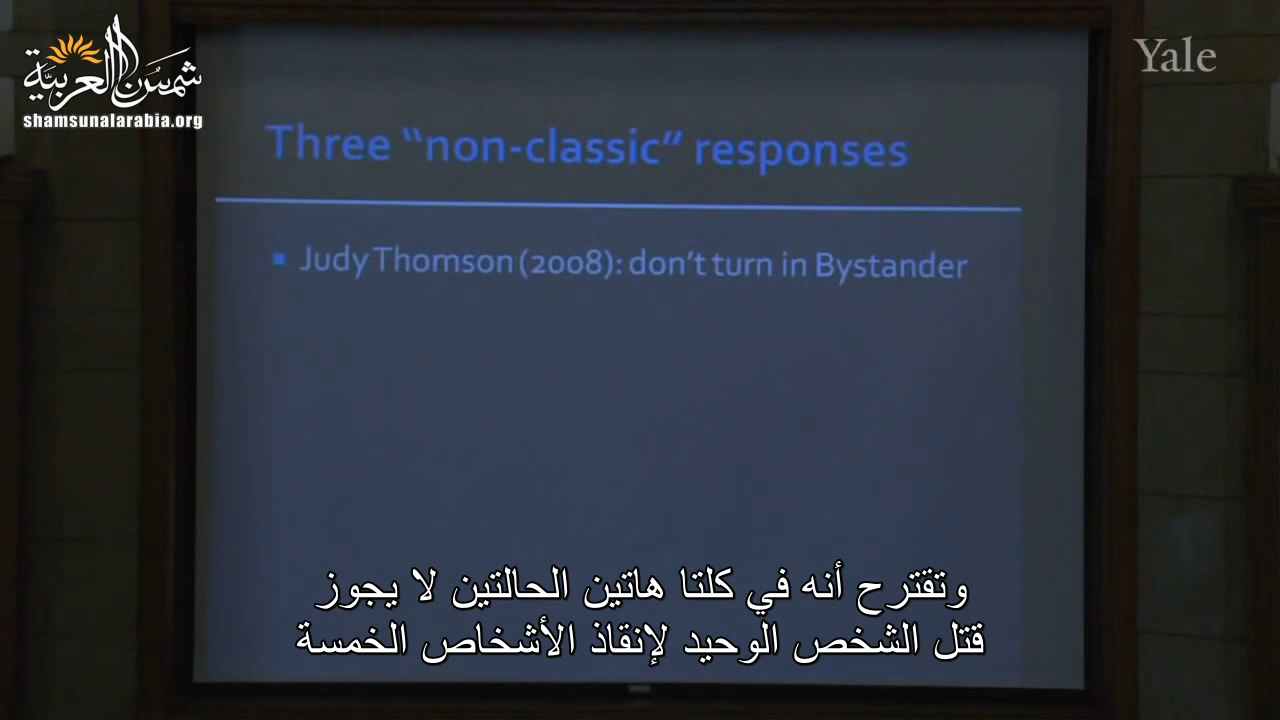 شمس العربية
shamsunalarabia.org
Yale
Three “non-classic” responses
▪ Judy Thomson (2008): don’t turn in Bystander
وتقترح أنه في كلتا هاتين الحالتين لا يجوز
قتل الشخص الوحيد لإنقاذ الأشخاص الخمسة